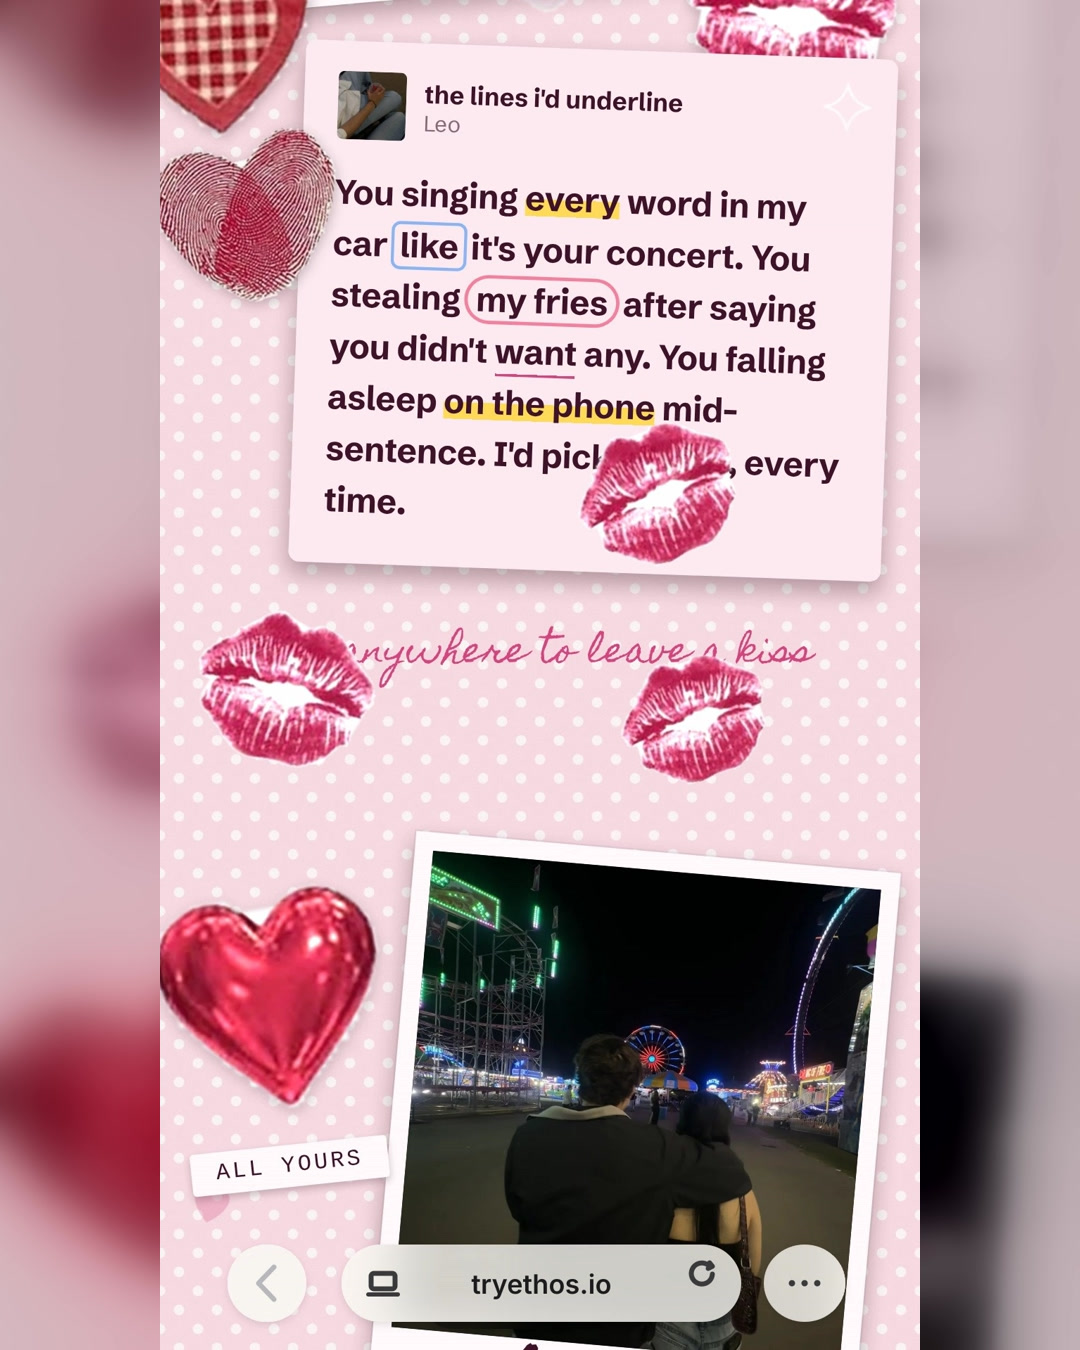 the lines i'd underline
Leo
You singing every word in my
car like it's your concert. You
stealing my fries after saying
you didn't want any. You falling
asleep on the phone mid-
sentence. I'd , every
time.
to leave kiss
ALL YOURS
tryethos.io